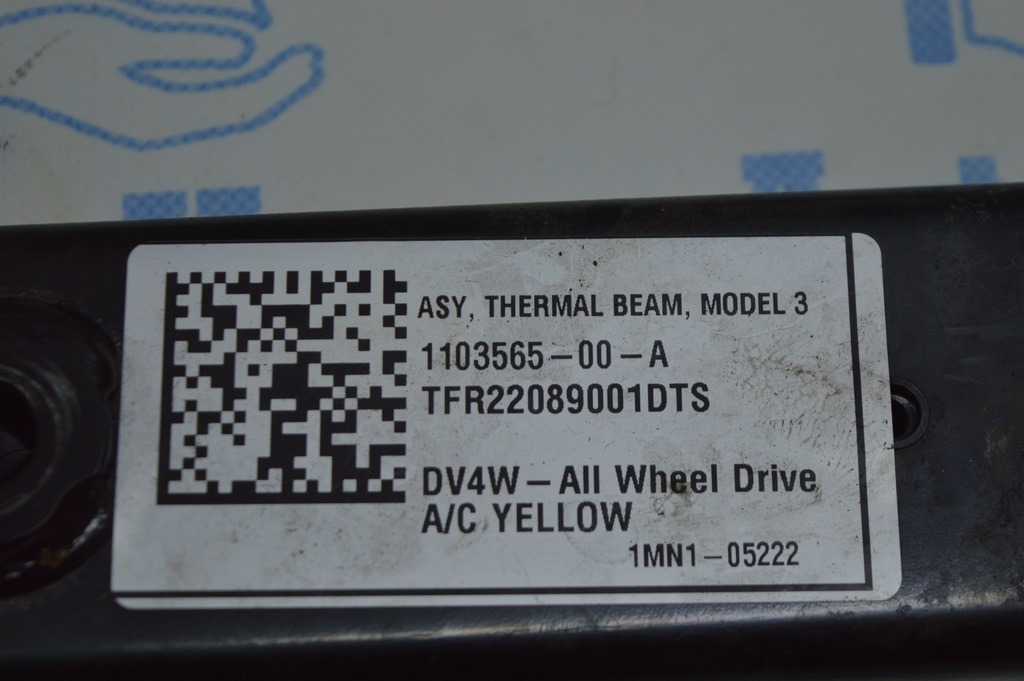 ASY, THERMAL BEAM, MODEL 3
1103565-00-A
TFR22089001DTS
DV4W-All Wheel Drive
A/C YELLOW
1MN1-05222